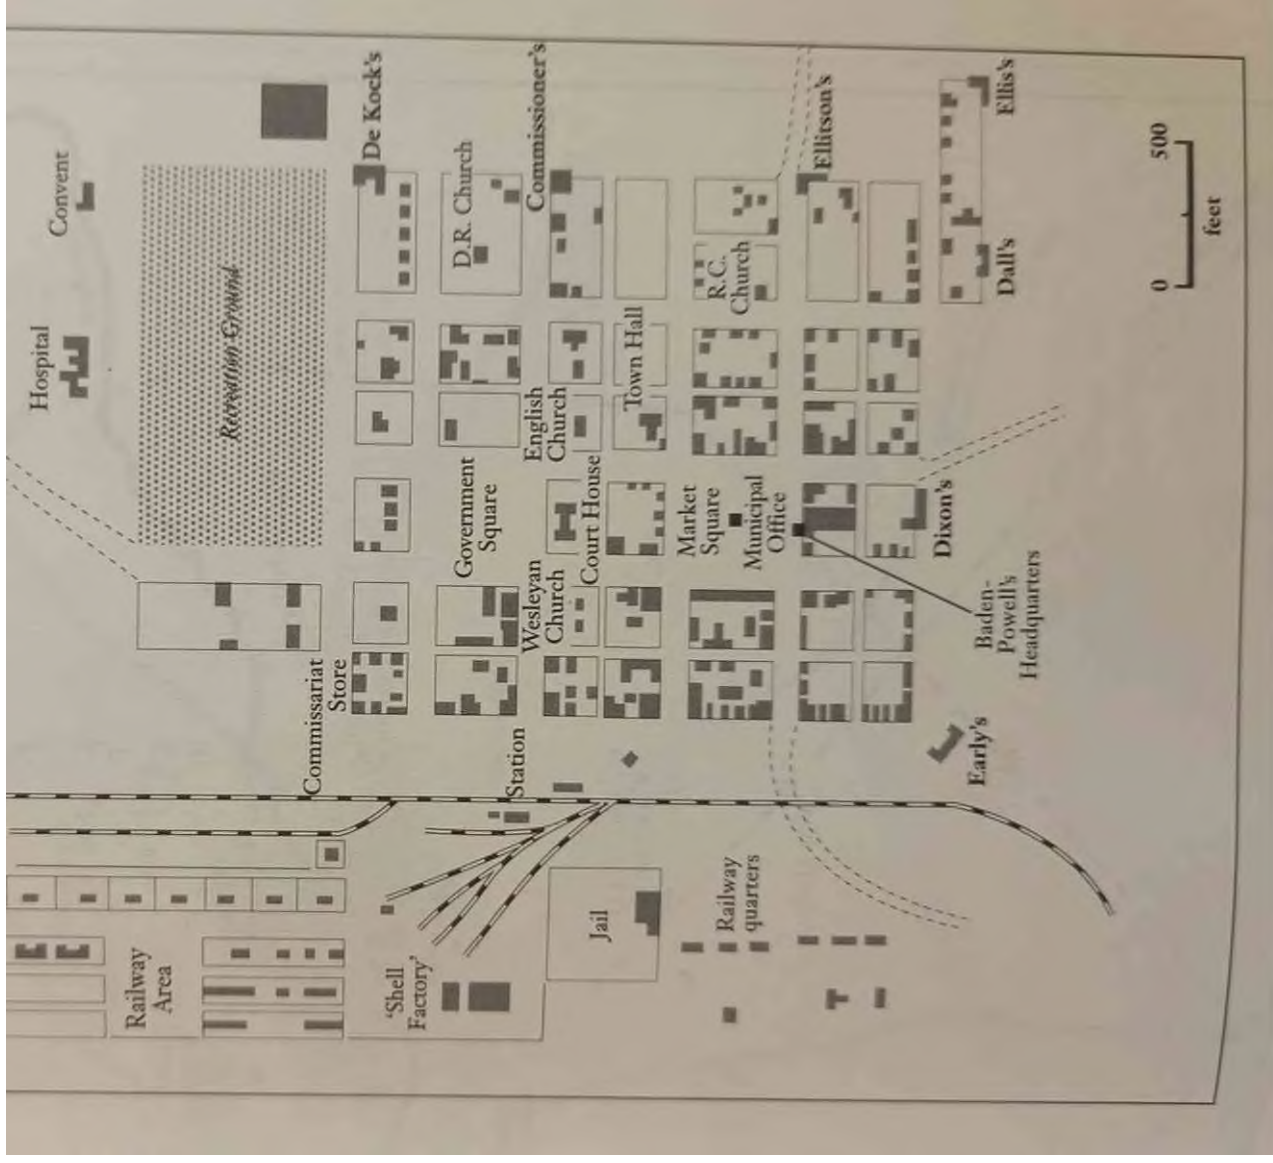 Hospital
Convent
Recreation Ground
De Kock's
D.R. Church
Commissioner's
Ellitson's
Ellis's
Dall's
R.C.
Church
Town Hall
English
Church
Government
Square
Court House
Wesleyan
Church
Market
Square
Municipal
Office
Dixon's
Baden-
Powell's
Headquarters
Commissariat
Store
Station
Early's
Railway
Area
'Shell
Factory'
Jail
Railway
quarters
0 500
feet